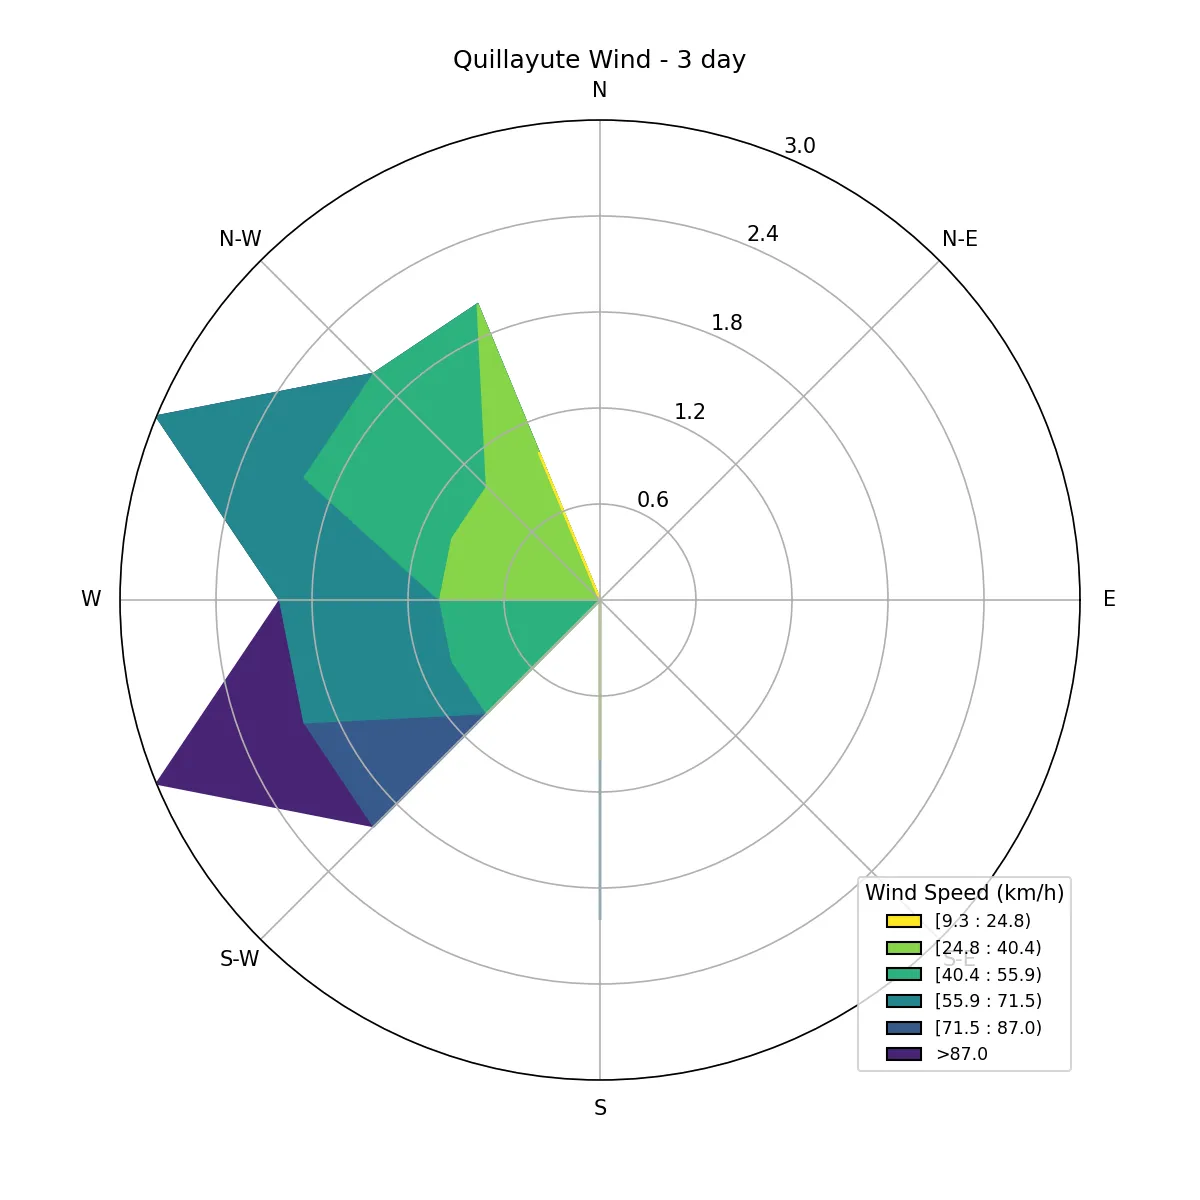 Quillayute Wind - 3 day
N
3.0
N-W
N-E
2.4
1.8
1.2
0.6
W
E
S-W
S-E
S
Wind Speed (km/h)
[9.3 : 24.8)
[24.8 : 40.4)
[40.4 : 55.9)
[55.9 : 71.5)
[71.5 : 87.0)
>87.0